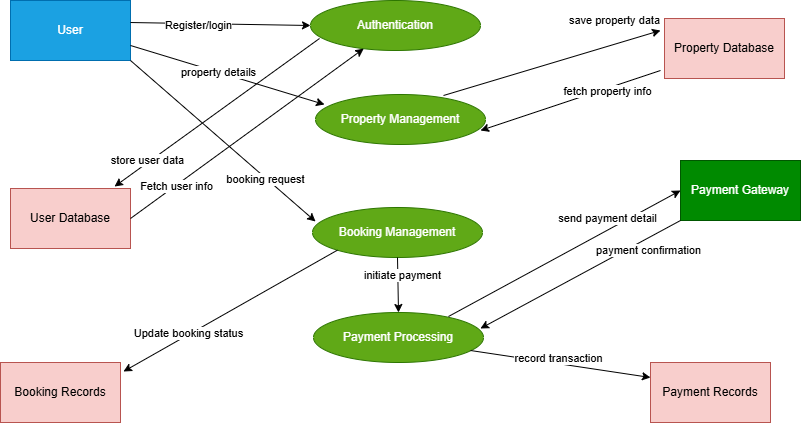 User
Register/login
Authentication
save property data
Property Database
property details
fetch property info
Property Management
store user data
Fetch user info
booking request
Payment Gateway
User Database
Booking Management
send payment detail
payment confirmation
initiate payment
Update booking status
Payment Processing
record transaction
Booking Records
Payment Records